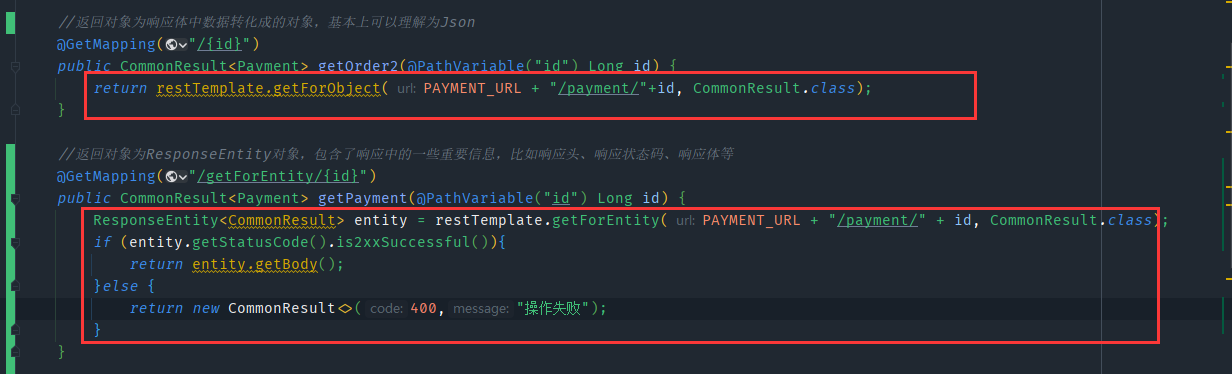 //返回对象为响应体中数据转化成的对象，基本上可以理解为Json
@GetMapping("/{id}")
public CommonResult<Payment> getOrder2(@PathVariable("id") Long id) {
return restTemplate.getForObject( url: PAYMENT_URL + "/payment/"+id, CommonResult.class);
}
//返回对象为ResponseEntity对象，包含了响应中的一些重要信息，比如响应头、响应状态码、响应体等
@GetMapping("/getForEntity/{id}")
public CommonResult<Payment> getPayment(@PathVariable("id") Long id) {
ResponseEntity<CommonResult> entity = restTemplate.getForEntity( url: PAYMENT_URL + "/payment/" + id, CommonResult.class);
if (entity.getStatusCode().is2xxSuccessful()){
return entity.getBody();
}else {
return new CommonResult<>( code: 400, message: "操作失败");
}
}